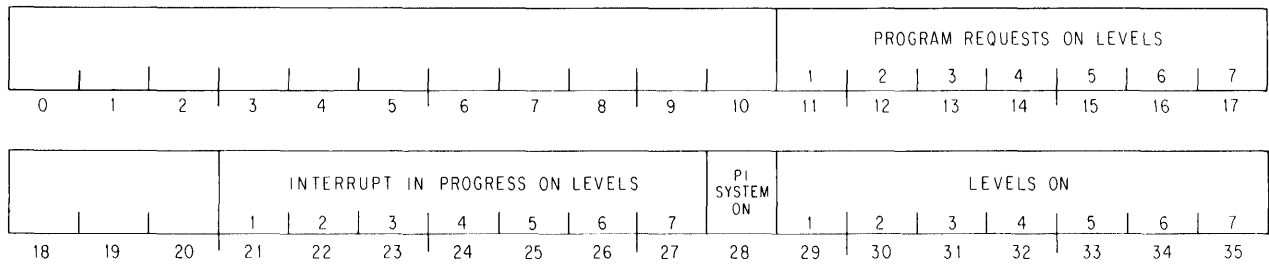 PROGRAM REQUESTS ON LEVELS
1 2 3 4 5 6 7
0 1 2 3 4 5 6 7 8 9 10 11 12 13 14 15 16 17
INTERRUPT IN PROGRESS ON LEVELS
PI
SYSTEM
ON
LEVELS ON
1 2 3 4 5 6 7 1 2 3 4 5 6 7
18 19 20 21 22 23 24 25 26 27 28 29 30 31 32 33 34 35